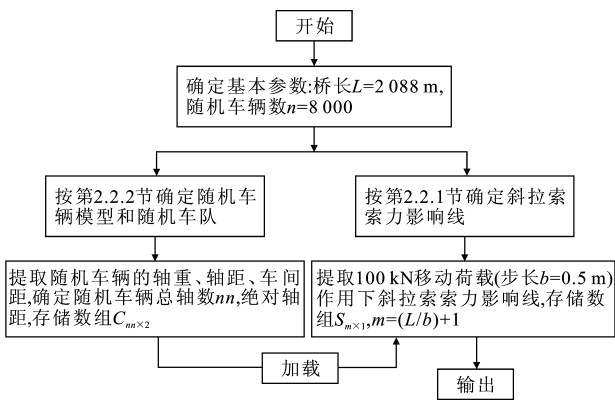 开始
确定基本参数:桥长L=2 088 m,
随机车辆数n=8 000
按第2.2.2节确定随机车
辆模型和随机车队
按第2.2.1节确定斜拉索
索力影响线
提取随机车辆的轴重、轴距、车间
距,确定随机车辆总轴数nn,绝对轴
距,存储数组Cnn×2
提取100 kN移动荷载(步长b=0.5 m)
作用下斜拉索索力影响线,存储数
组Sm×1,m=(L/b)+1
加载
输出